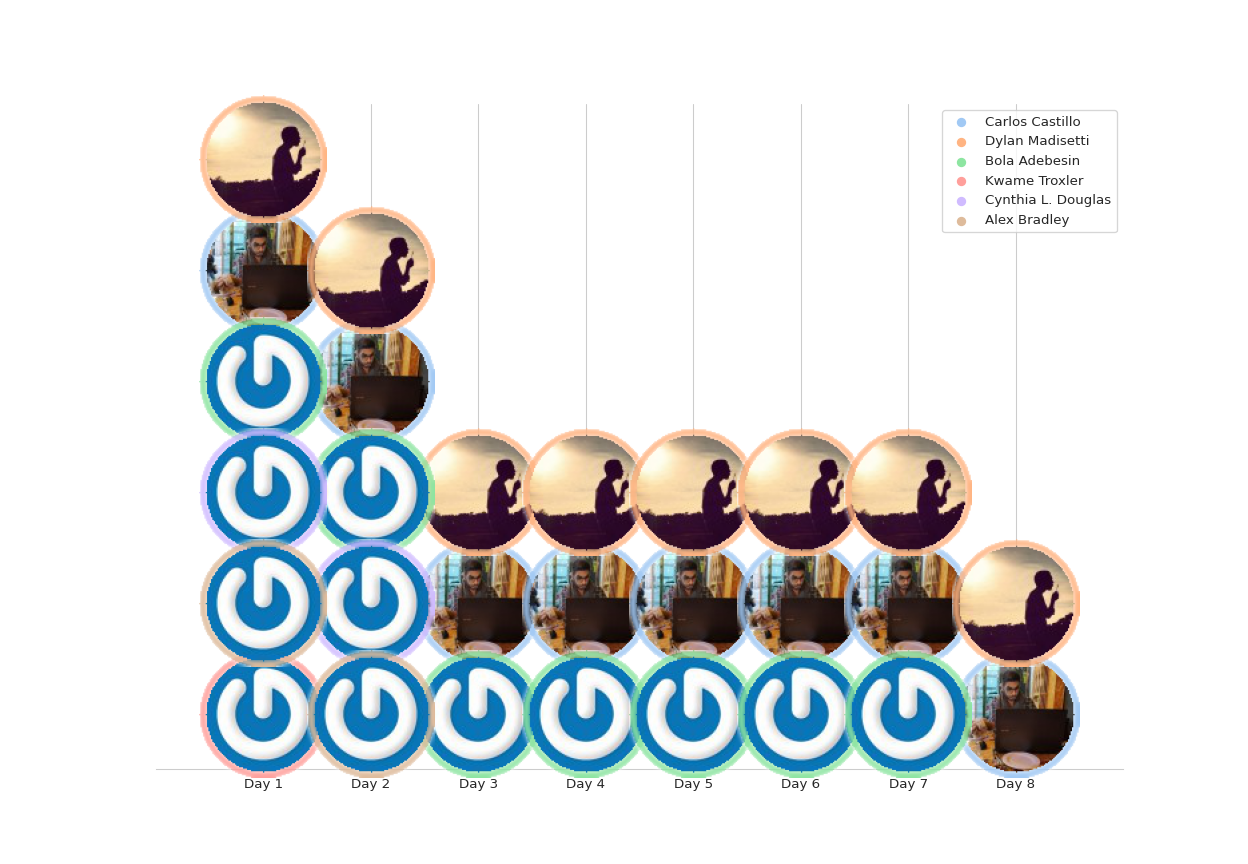 Carlos Castillo
Dylan Madisetti
Bola Adebesin
Kwame Troxler
Cynthia L. Douglas
Alex Bradley
Day 1 Day 2 Day 3 Day 4 Day 5 Day 6 Day 7 Day 8